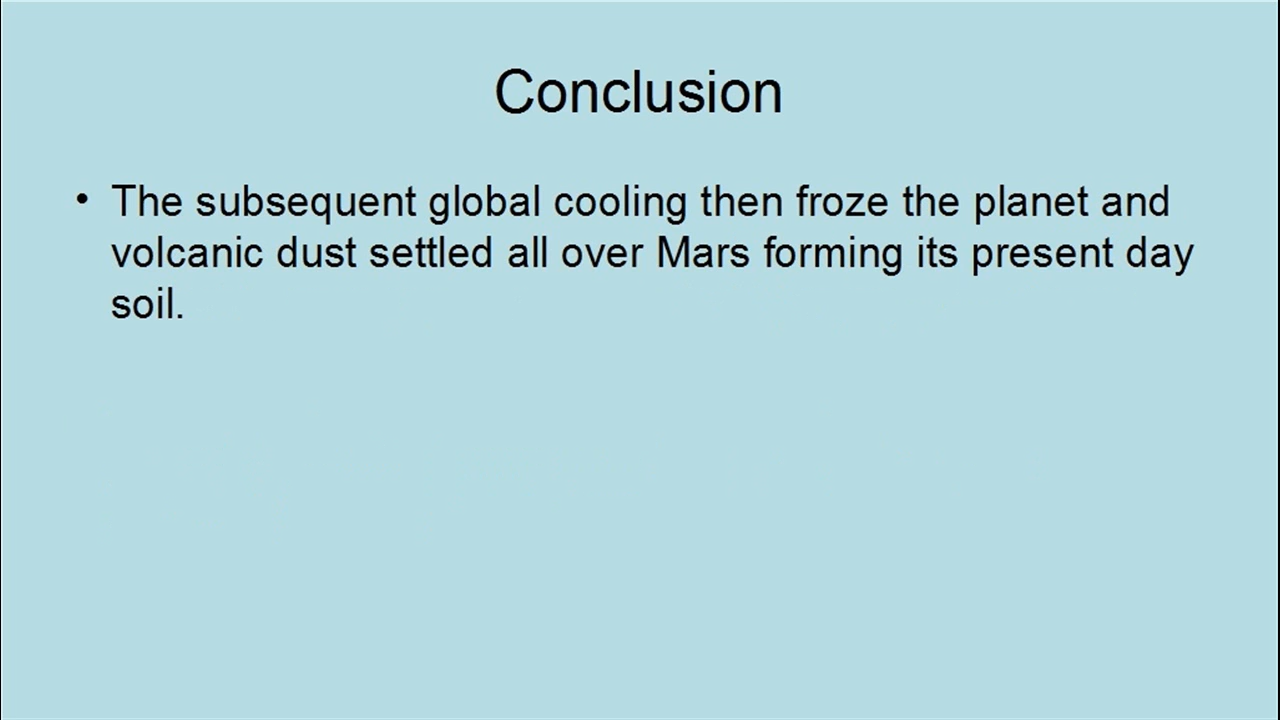 Conclusion
• The subsequent global cooling then froze the planet and
volcanic dust settled all over Mars forming its present day
soil.